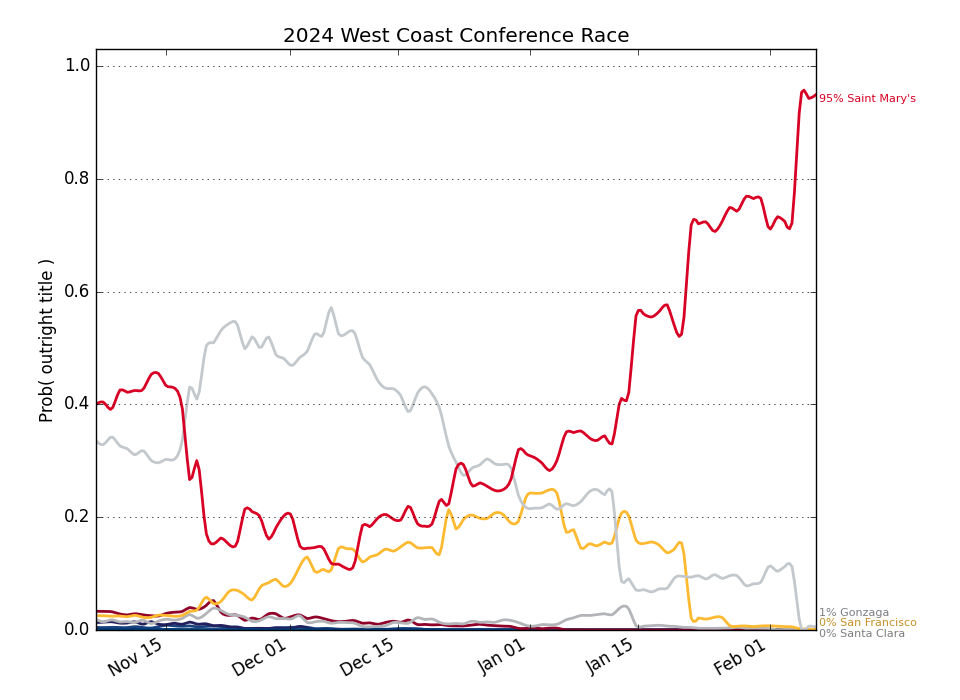 2024 West Coast Conference Race
1.0
0.8
0.6
0.4
0.2
0.0
Prob( outright title )
95% Saint Mary's
1% Gonzaga
0% San Francisco
0% Santa Clara
Nov 15
Dec 01
Dec 15
Jan 01
Jan 15
Feb 01